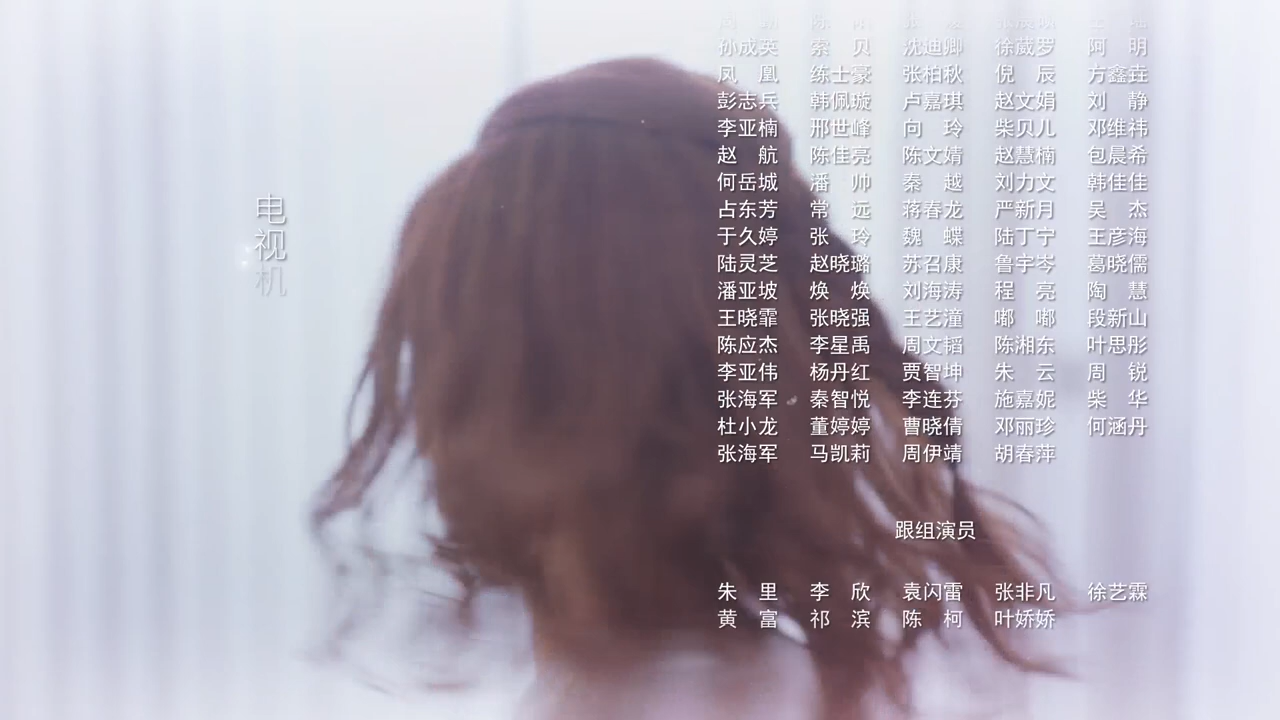 电视机
孙成英 索 贝 沈迪卿 徐葳罗 阿 明
凤 凰 练士豪 张柏秋 倪 辰 方鑫垚
彭志兵 韩佩璇 卢嘉琪 赵文娟 刘 静
李亚楠 邢世峰 向 玲 柴贝儿 邓维祎
赵 航 陈佳亮 陈文婧 赵慧楠 包晨希
何岳城 潘 帅 秦 越 刘力文 韩佳佳
占东芳 常 远 蒋春龙 严新月 吴 杰
于久婷 张 玲 魏 蝶 陆丁宁 王彦海
陆灵芝 赵晓璐 苏召康 鲁宇岑 葛晓儒
潘亚坡 焕 焕 刘海涛 程 亮 陶 慧
王晓霏 张晓强 王艺潼 嘟 嘟 段新山
陈应杰 李星禹 周文韬 陈湘东 叶思彤
李亚伟 杨丹红 贾智坤 朱 云 周 锐
张海军 秦智悦 李连芬 施嘉妮 柴 华
杜小龙 董婷婷 曹晓倩 邓丽珍 何涵丹
张海军 马凯莉 周伊靖 胡春萍
跟组演员
朱 里 李 欣 袁闪雷 张非凡 徐艺霖
黄 富 祁 滨 陈 柯 叶娇娇